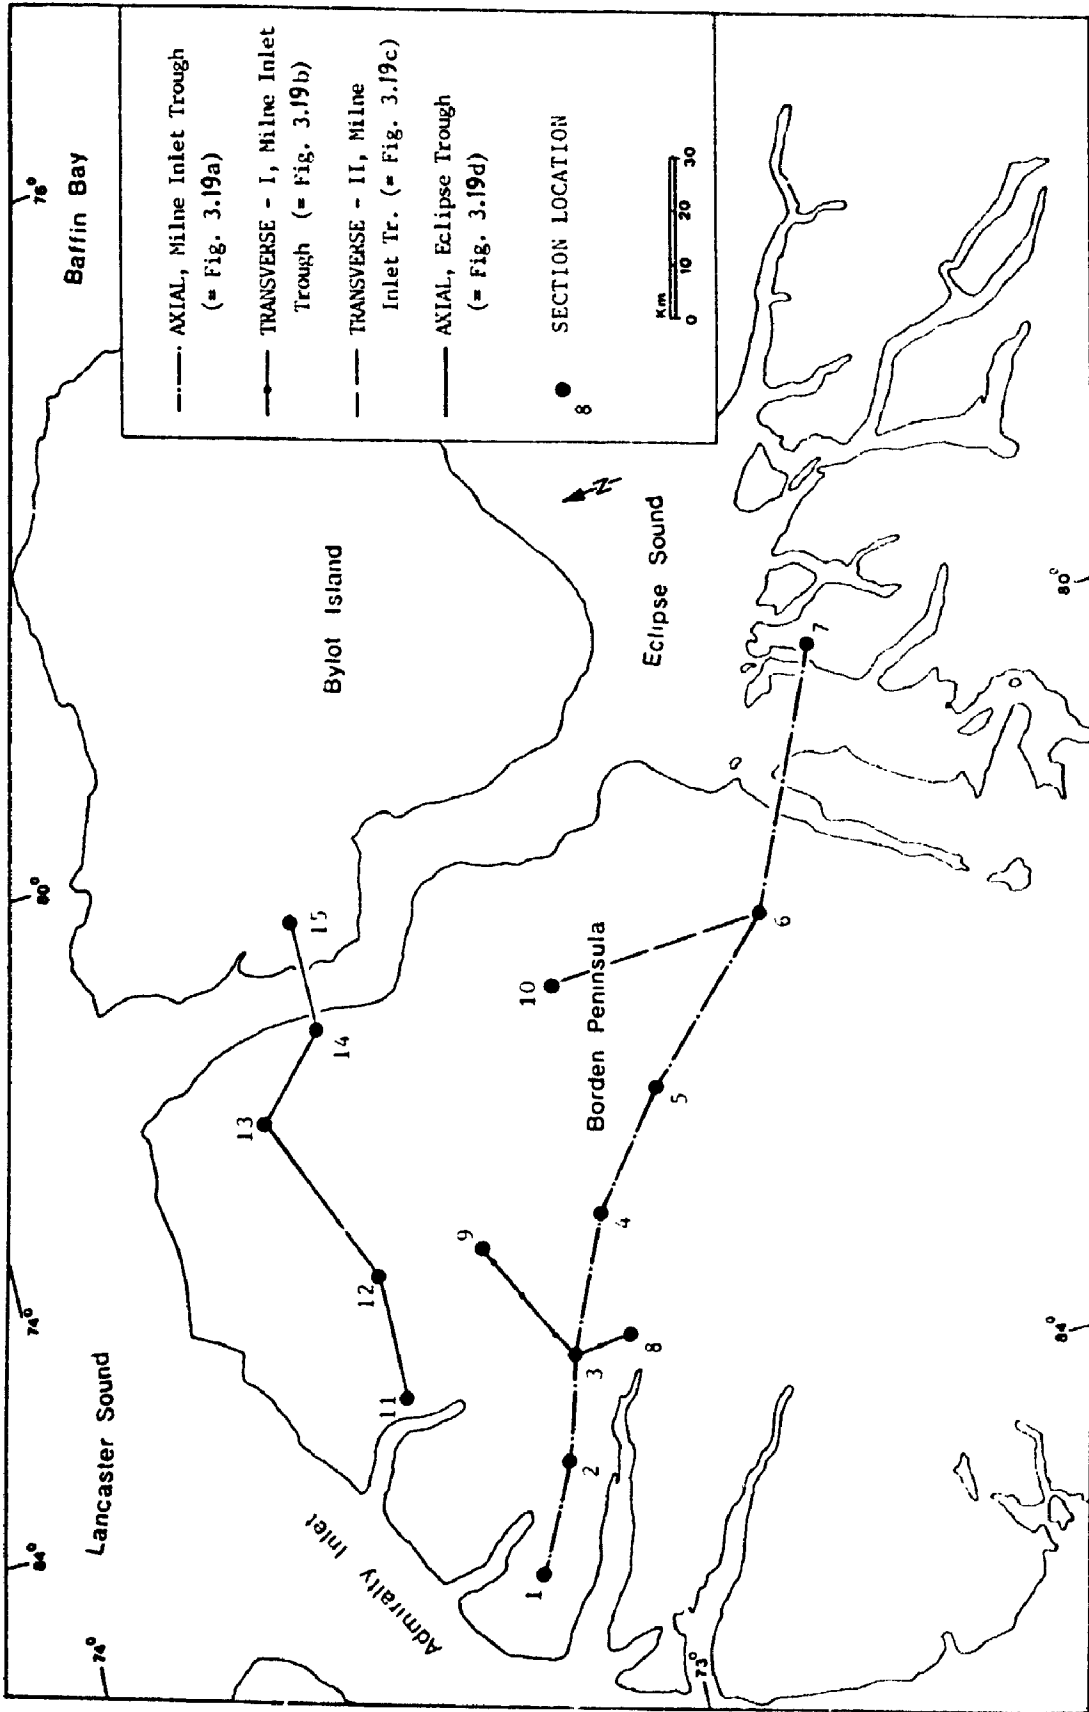 76°
Baffin Bay
80°
74°
84°
Lancaster Sound
74°
AXIAL, Milne Inlet Trough
(= Fig. 3.19a)
TRANSVERSE - I, Milne Inlet
Trough (= Fig. 3.19b)
TRANSVERSE - II, Milne
Inlet Tr. (= Fig. 3.19c)
AXIAL, Eclipse Trough
(= Fig. 3.19d)
8
SECTION LOCATION
Km
0 10 20 30
Bylot Island
N
Eclipse Sound
Admiralty Inlet
Borden Peninsula
15
14
13
12
11
10
9
8
1
2
3
4
5
6
7
73°
84°
80°